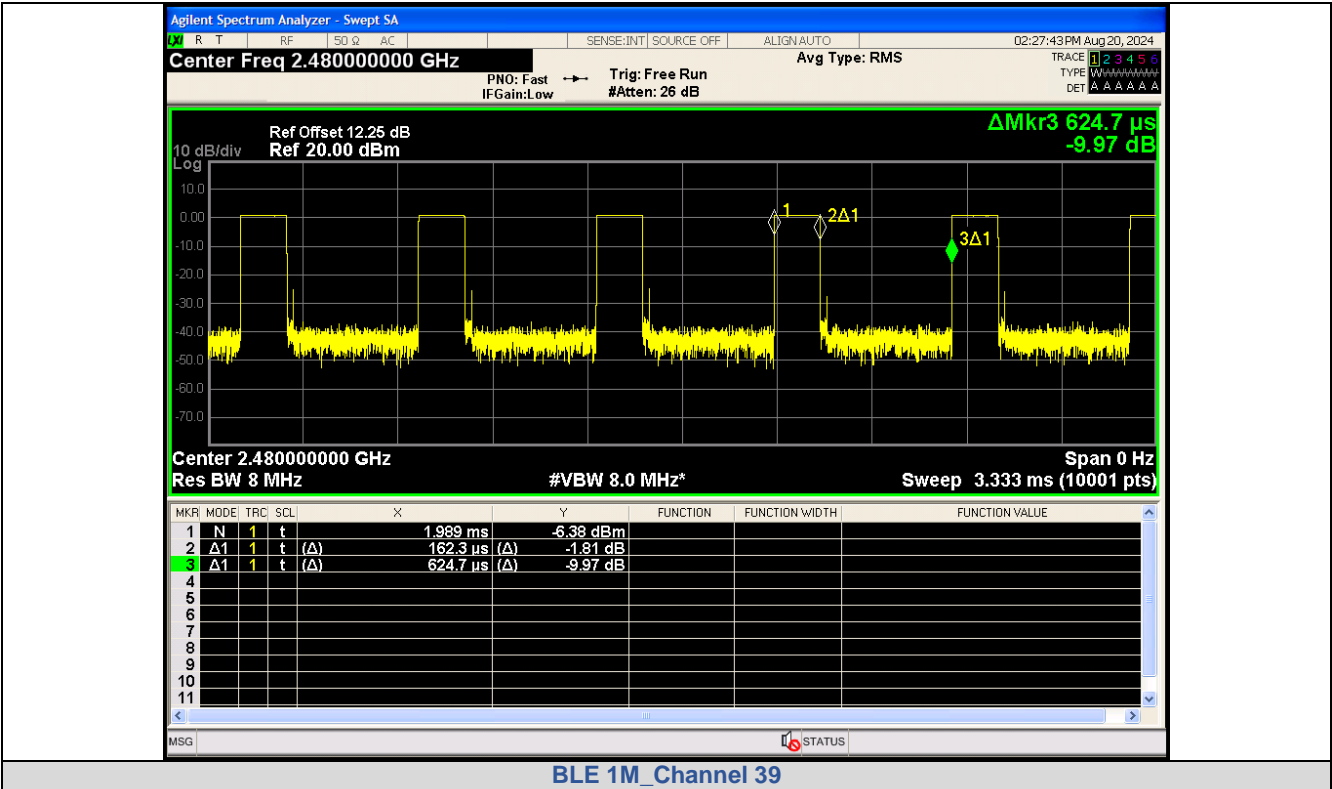 Agilent Spectrum Analyzer - Swept SA
LXI R T RF 50 Ω AC SENSE:INT SOURCE OFF ALIGN AUTO 02:27:43 PM Aug 20, 2024
Center Freq 2.480000000 GHz Avg Type: RMS TRACE 1 2 3 4 5 6
PNO: Fast Trig: Free Run TYPE W
IFGain:Low #Atten: 26 dB DET A A A A A A
ΔMkr3 624.7 µs
Ref Offset 12.25 dB
10 dB/div Ref 20.00 dBm -9.97 dB
Log
10.0
0.00
1
2Δ1
-10.0
3Δ1
-20.0
-30.0
-40.0
-50.0
-60.0
-70.0
Center 2.480000000 GHz Span 0 Hz
Res BW 8 MHz #VBW 8.0 MHz* Sweep 3.333 ms (10001 pts)
MKR MODE TRC SCL X Y FUNCTION FUNCTION WIDTH FUNCTION VALUE
1 N 1 t 1.989 ms -6.38 dBm
2 Δ1 1 t (Δ) 162.3 µs (Δ) -1.81 dB
3 Δ1 1 t (Δ) 624.7 µs (Δ) -9.97 dB
4
5
6
7
8
9
10
11
MSG STATUS
BLE 1M_Channel 39